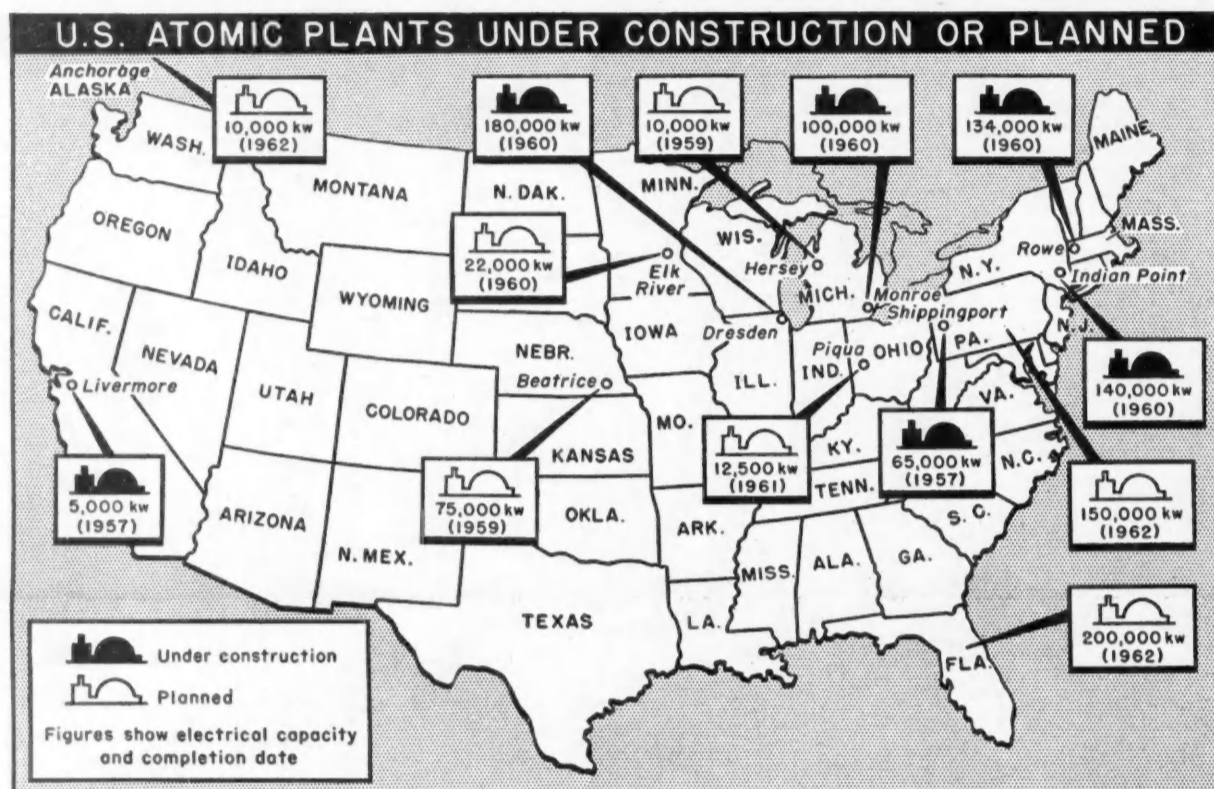 U.S. ATOMIC PLANTS UNDER CONSTRUCTION OR PLANNED
Anchorage
ALASKA
10,000 kw
(1962)
180,000 kw
(1960)
10,000 kw
(1959)
100,000 kw
(1960)
134,000 kw
(1960)
WASH.
MONTANA
N. DAK.
MINN.
MAINE
OREGON
IDAHO
WYOMING
22,000 kw
(1960)
Elk
River
WIS.
Hersey
MICH.
Monroe
N.Y.
Rowe
MASS.
Indian Point
CALIF.
NEVADA
UTAH
COLORADO
NEBR.
Beatrice
IOWA
Dresden
ILL.
IND.
Piqua
OHIO
Shippingport
PA.
N.J.
140,000 kw
(1960)
Livermore
5,000 kw
(1957)
ARIZONA
N. MEX.
KANSAS
75,000 kw
(1959)
OKLA.
MO.
12,500 kw
(1961)
KY.
65,000 kw
(1957)
VA.
N.C.
150,000 kw
(1962)
TENN.
S. C.
ARK.
MISS.
ALA.
GA.
TEXAS
LA.
FLA.
200,000 kw
(1962)
Under construction
Planned
Figures show electrical capacity
and completion date